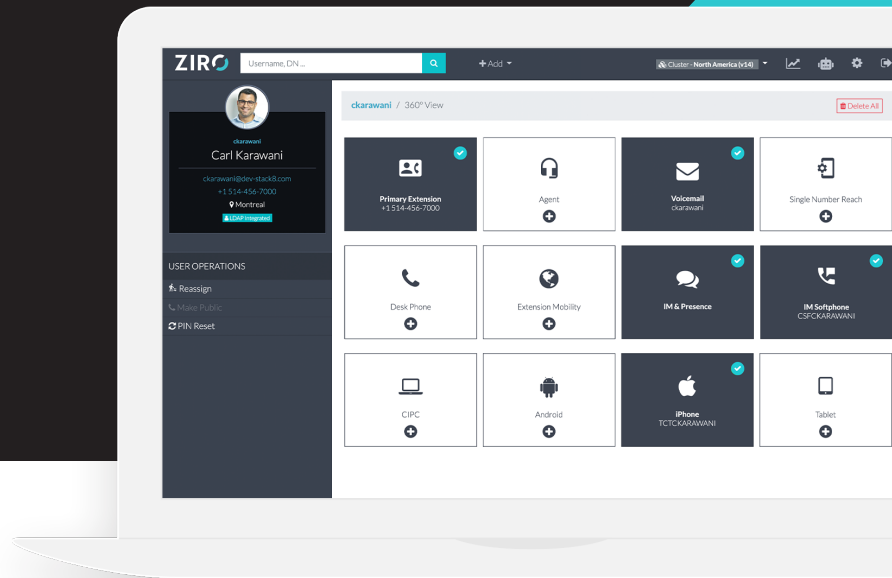 ZIRO
Username, DN ...
Add
Cluster - North America (v14)
ckarawani / 360° View
Delete All
ckarawani
Carl Karawani
ckarawani@dev-stack8.com
+1 514-456-7000
Montreal
LDAP integrated
USER OPERATIONS
Reassign
Make Public
PIN Reset
Primary Extension
+1 514-456-7000
Agent
Voicemail
ckarawani
Single Number Reach
Desk Phone
Extension Mobility
IM & Presence
IM Softphone
CSFCKARAWANI
CIPC
Android
iPhone
TCTCKARAWANI
Tablet